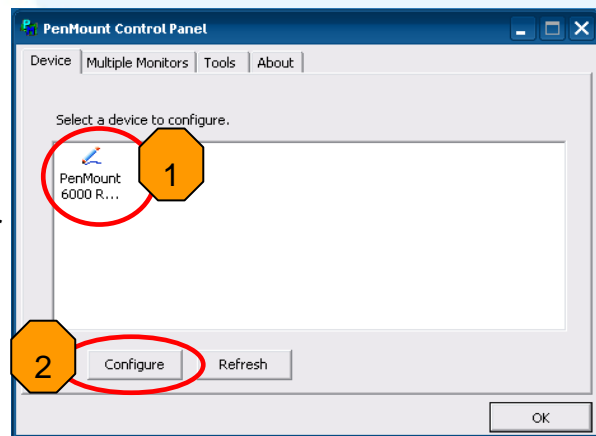 PenMount Control Panel
Device Multiple Monitors Tools About
Select a device to configure.
1
PenMount
6000 R...
2
Configure Refresh
OK